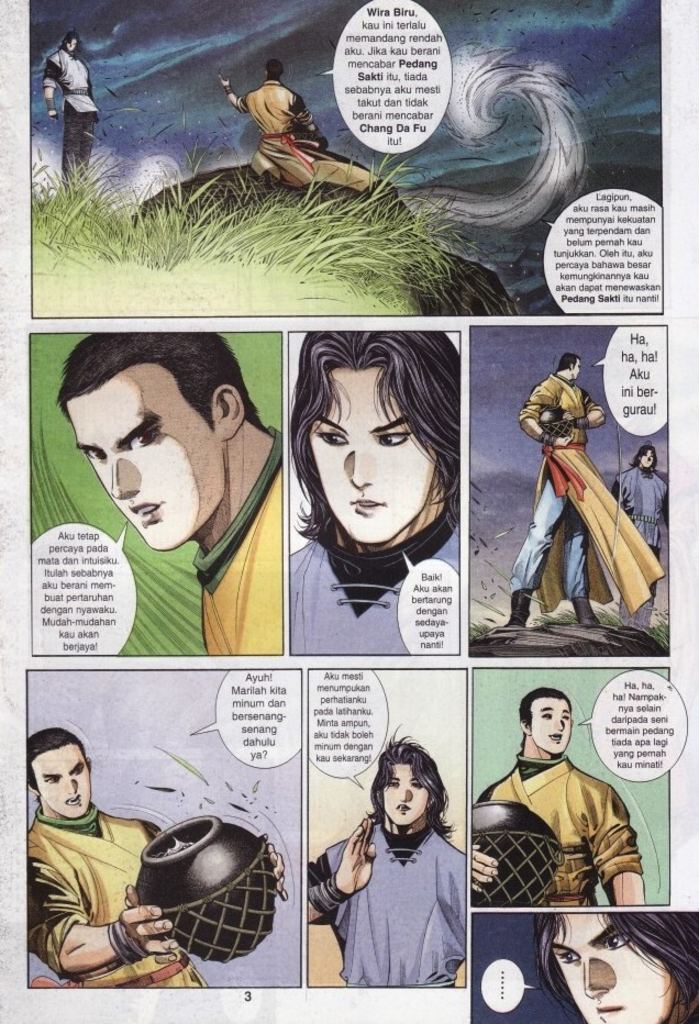 Wira Biru,
kau ini terlalu
memandang rendah
aku. Jika kau berani
mencabar Pedang
Sakti itu, tiada
sebabnya aku mesti
takut dan tidak
berani mencabar
Chang Da Fu
itu!
Lagipun,
aku rasa kau masih
mempunyai kekuatan
yang terpendam dan
belum pernah kau
tunjukkan. Oleh itu, aku
percaya bahawa besar
kemungkinannya kau
akan dapat menewaskan
Pedang Sakti itu nanti!
Aku tetap
percaya pada
mata dan intuisiku.
Itulah sebabnya
aku berani mem-
buat pertaruhan
dengan nyawaku.
Mudah-mudahan
kau akan
berjaya!
Baik!
Aku akan
bertarung
dengan
sedaya-
upaya
nanti!
Ha,
ha, ha!
Aku
ini ber-
gurau!
Ayuh!
Marilah kita
minum dan
bersenang-
senang
dahulu
ya?
Aku mesti
menumpukan
perhatianku
pada latihanku.
Minta ampun,
aku tidak boleh
minum dengan
kau sekarang!
Ha, ha,
ha! Nampak-
nya selain
daripada seni
bermain pedang
tiada apa lagi
yang pernah
kau minati!
......
3